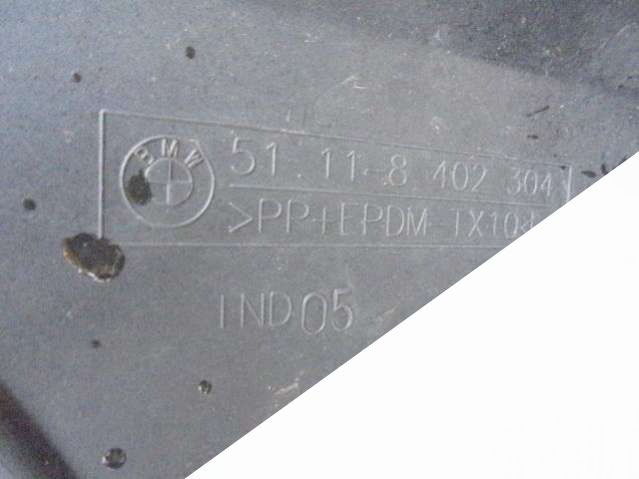 BMW
51.11-8 402 304
>PP+EPDM-TX10
IND05